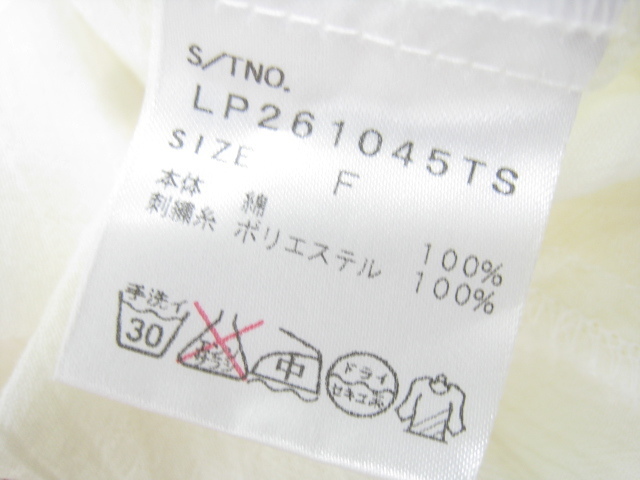 S/TNO.
LP261045TS
SIZE F
本体 綿 100%
刺繍糸 ポリエステル 100%
手洗イ
30
中
ドライ
セキユ系